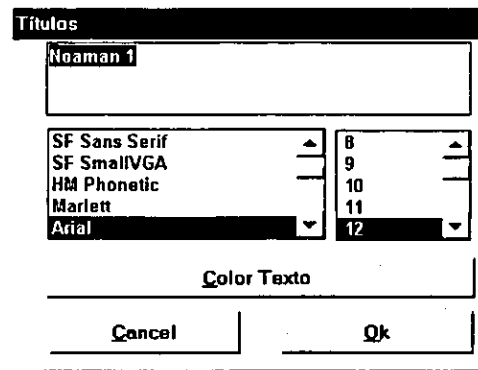 Títulos
Noaman 1
SF Sans Serif
SF SmallVGA
HM Phonetic
Marlett
Arial
8
9
10
11
12
Color Texto
Cancel
Ok